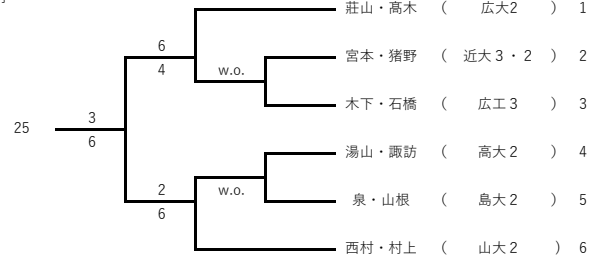 荘山・髙木 （ 広大2 ） 1
6
宮本・猪野 （ 近大３・２ ） 2
4 w.o.
木下・石橋 （ 広工３ ） 3
3
25
6
湯山・諏訪 （ 高大２ ） 4
2 w.o.
泉・山根 （ 島大２ ） 5
6
西村・村上 （ 山大２ ） 6